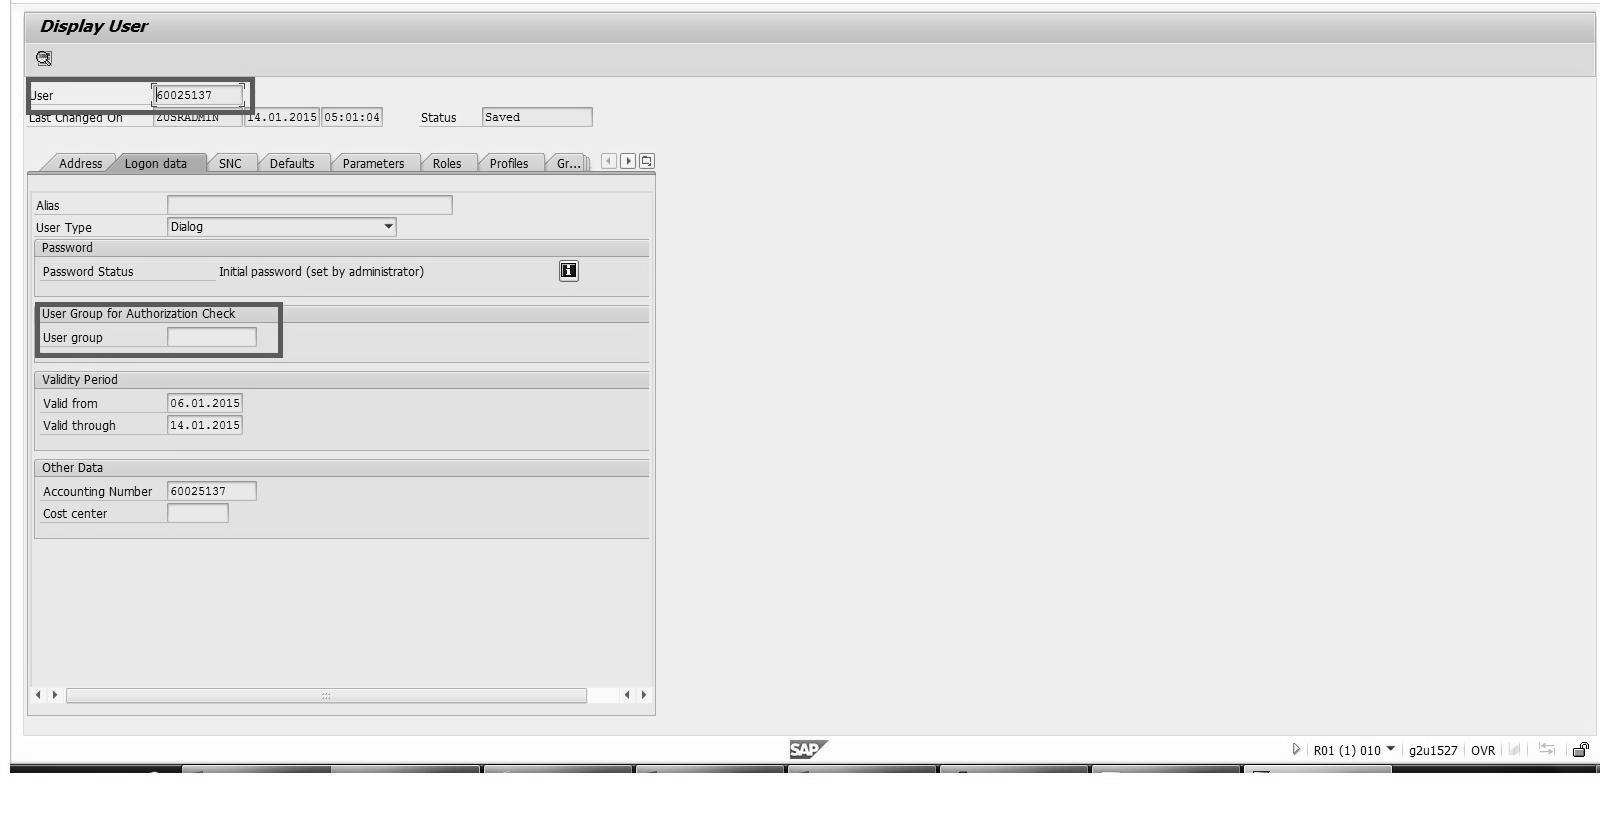 Display User
User 60025137
Last Changed On ZUSRADMIN 14.01.2015 05:01:04 Status Saved
Address Logon data SNC Defaults Parameters Roles Profiles Gr...
Alias
User Type Dialog
Password
Password Status Initial password (set by administrator)
User Group for Authorization Check
User group
Validity Period
Valid from 06.01.2015
Valid through 14.01.2015
Other Data
Accounting Number 60025137
Cost center
SAP R01 (1) 010 g2u1527 OVR